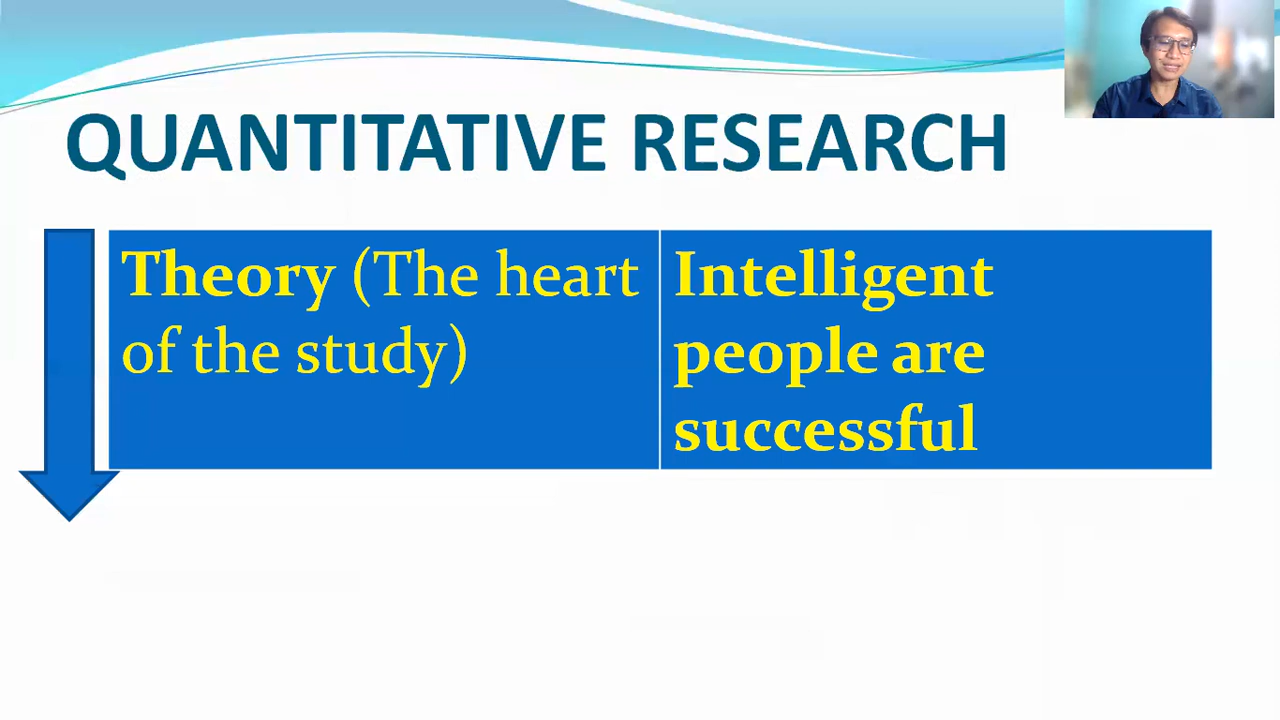 QUANTITATIVE RESEARCH
Theory (The heart
of the study)
Intelligent
people are
successful